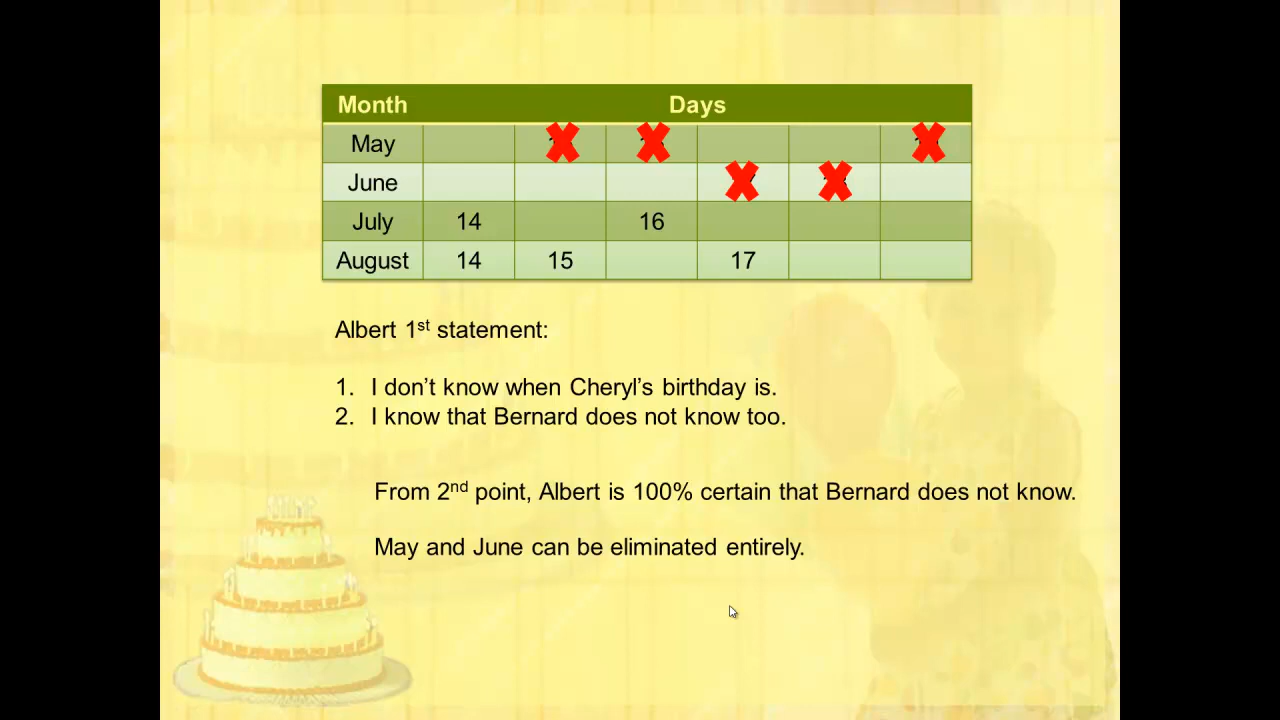 Month Days
May
June
July 14 16
August 14 15 17
Albert 1st statement:
1. I don't know when Cheryl's birthday is.
2. I know that Bernard does not know too.
From 2nd point, Albert is 100% certain that Bernard does not know.
May and June can be eliminated entirely.